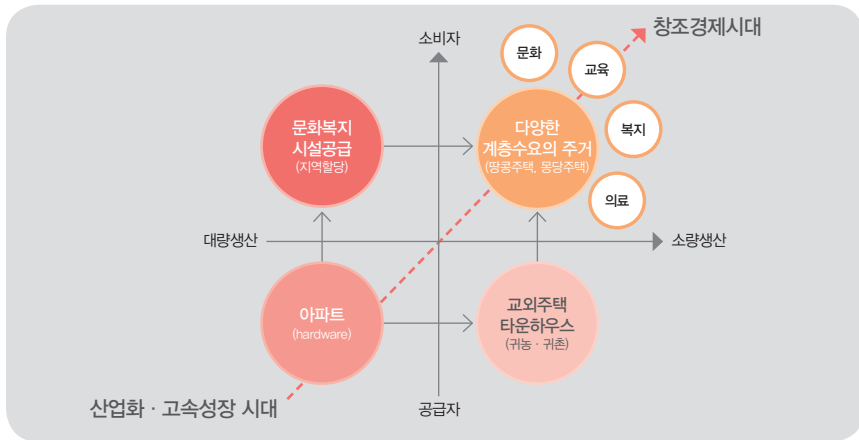 창조경제시대
소비자
문화
교육
복지
의료
문화복지
시설공급
(지역할당)
다양한
계층수요의 주거
(땅콩주택, 몽당주택)
대량생산
소량생산
아파트
(hardware)
교외주택
타운하우스
(귀농 · 귀촌)
산업화 · 고속성장 시대
공급자